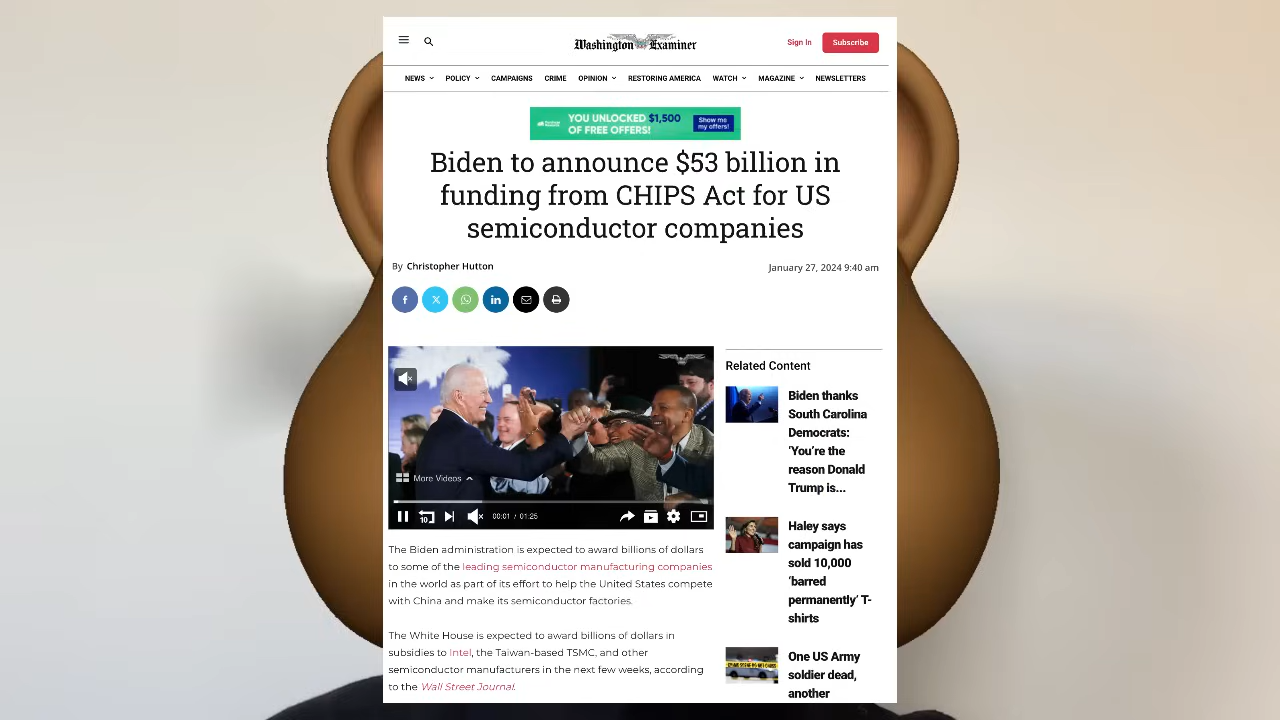 Washington Examiner
Sign In
Subscribe
NEWS
POLICY
CAMPAIGNS
CRIME
OPINION
RESTORING AMERICA
WATCH
MAGAZINE
NEWSLETTERS
YOU UNLOCKED $1,500
OF FREE OFFERS!
Show me
my offers!
Biden to announce $53 billion in
funding from CHIPS Act for US
semiconductor companies
By Christopher Hutton
January 27, 2024 9:40 am
More Videos
10
00:01 / 01:25
The Biden administration is expected to award billions of dollars
to some of the leading semiconductor manufacturing companies
in the world as part of its effort to help the United States compete
with China and make its semiconductor factories.
The White House is expected to award billions of dollars in
subsidies to Intel, the Taiwan-based TSMC, and other
semiconductor manufacturers in the next few weeks, according
to the Wall Street Journal.
Related Content
Biden thanks
South Carolina
Democrats:
‘You’re the
reason Donald
Trump is...
Haley says
campaign has
sold 10,000
‘barred
permanently’ T-
shirts
One US Army
soldier dead,
another